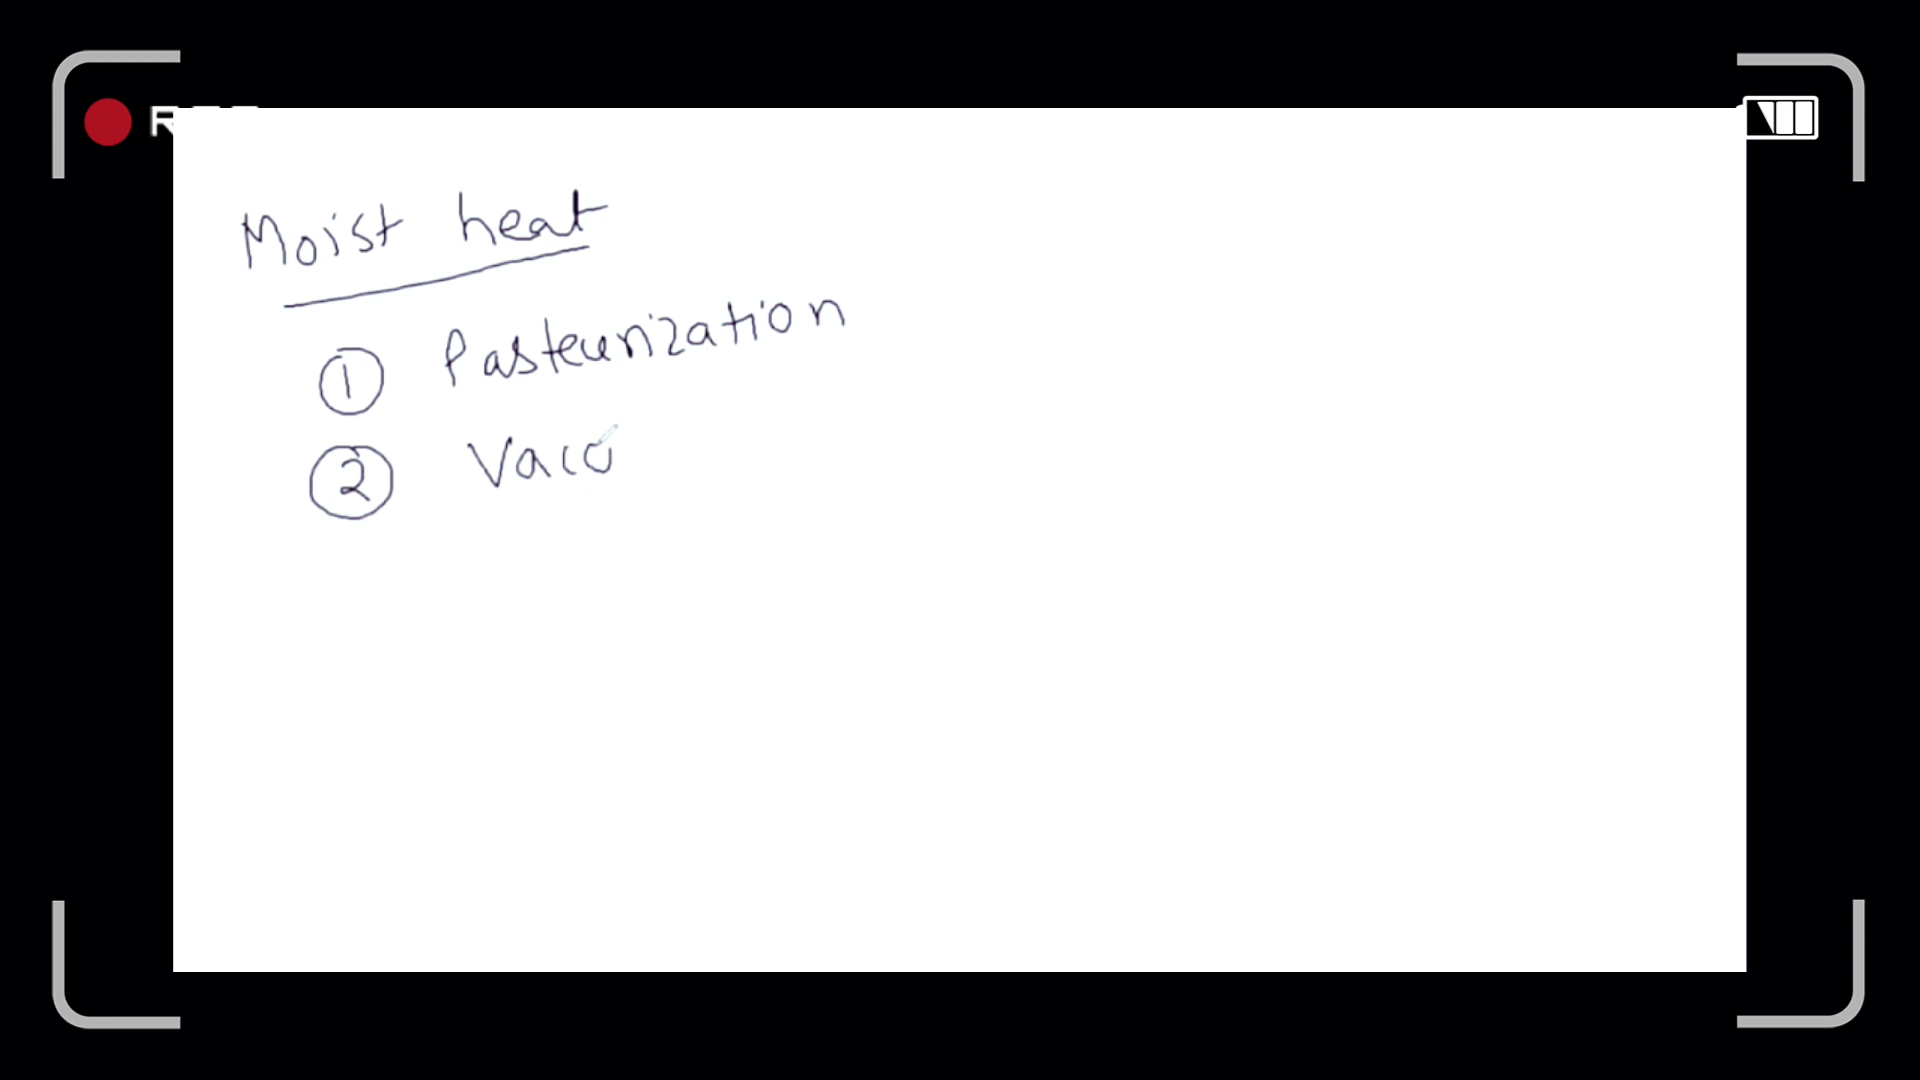 Moist heat
① Pasteurization
② Vacc